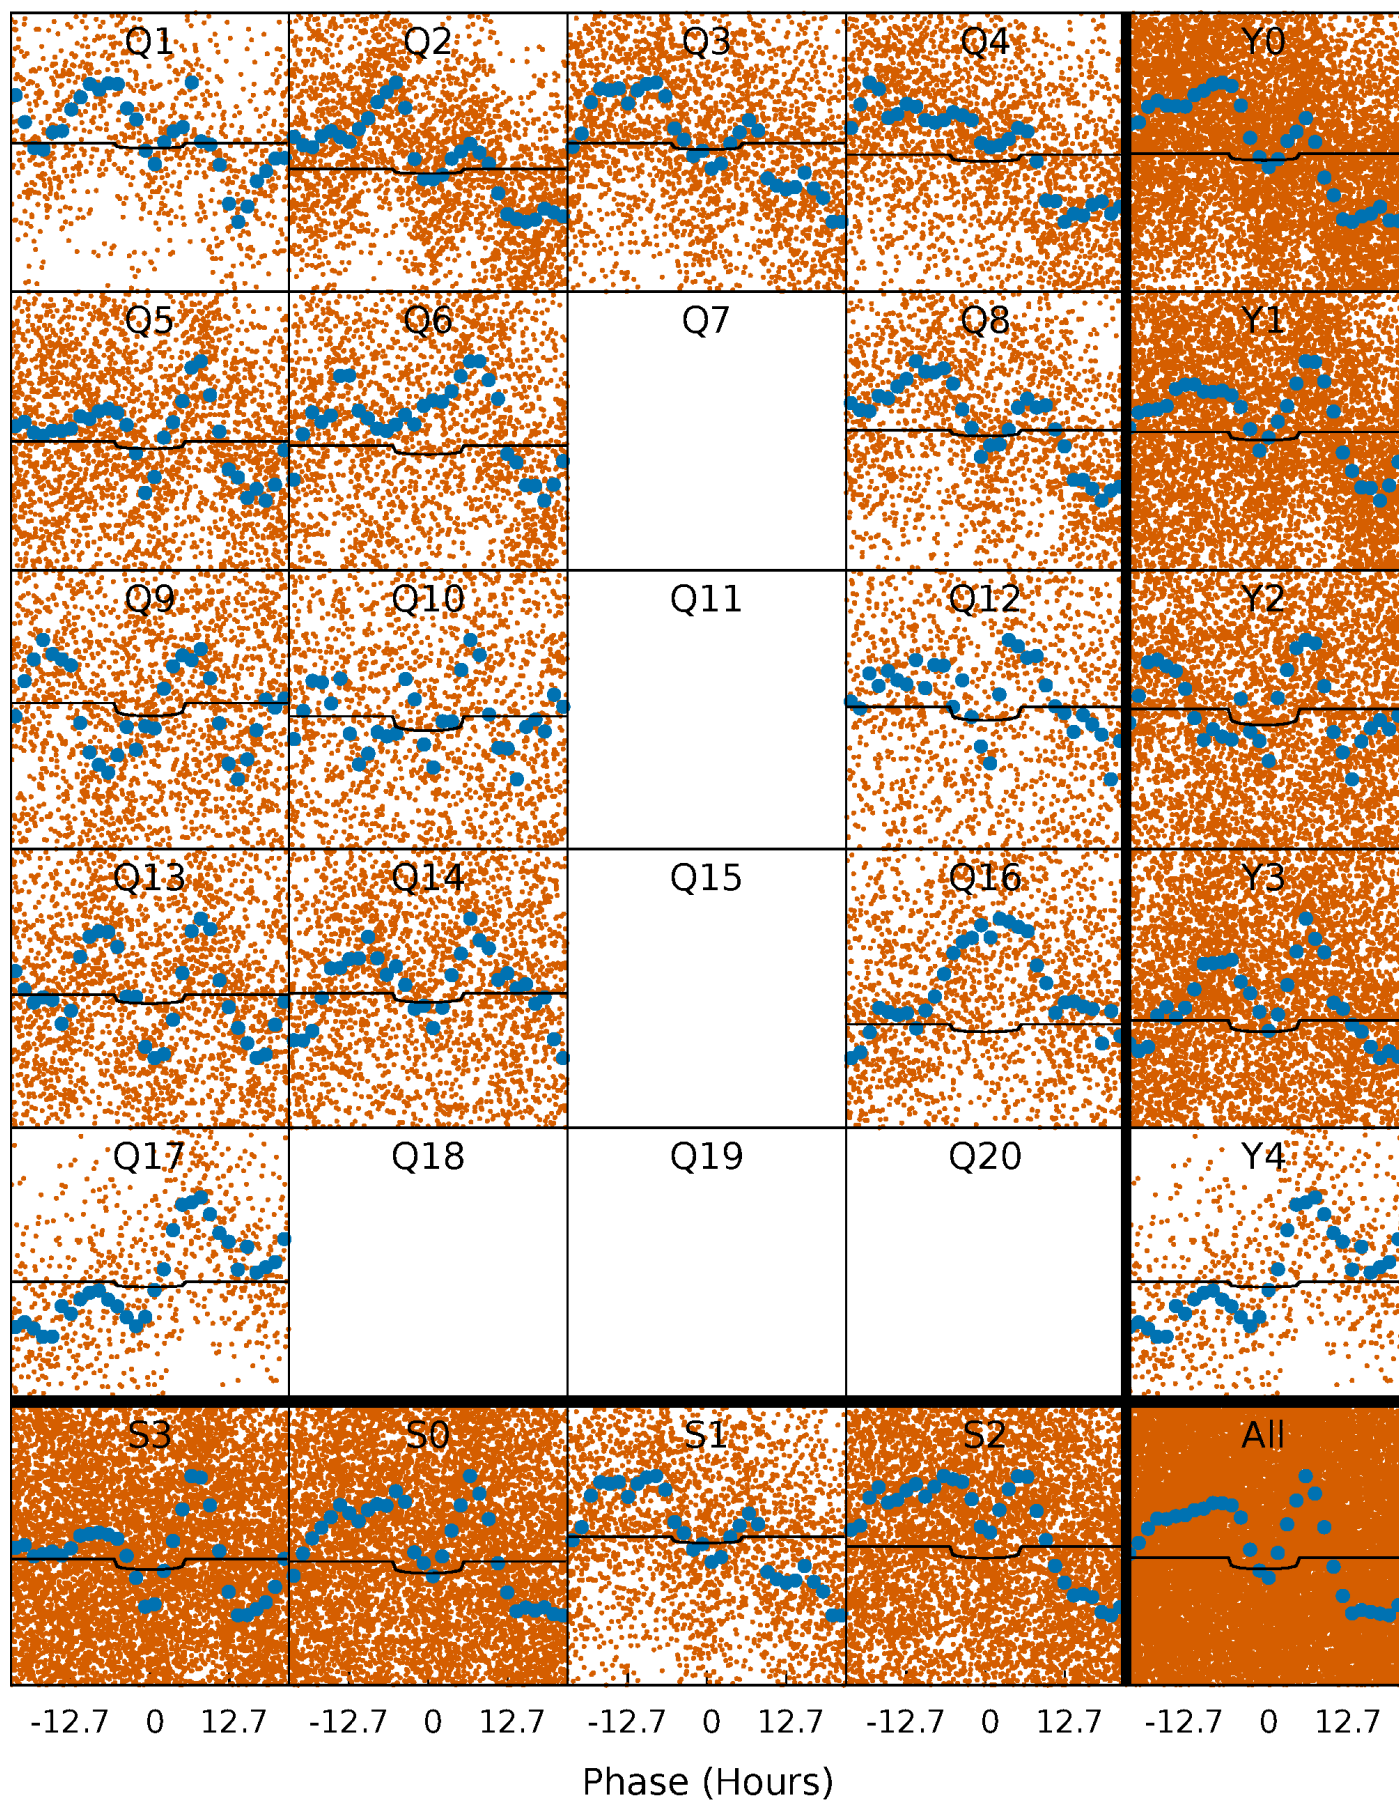 Q1 Q2 Q3 Q4 Y0
Q5 Q6 Q7 Q8 Y1
Q9 Q10 Q11 Q12 Y2
Q13 Q14 Q15 Q16 Y3
Q17 Q18 Q19 Q20 Y4
S3 S0 S1 S2 All
-12.7 0 12.7 -12.7 0 12.7 -12.7 0 12.7 -12.7 0 12.7 -12.7 0 12.7
Phase (Hours)